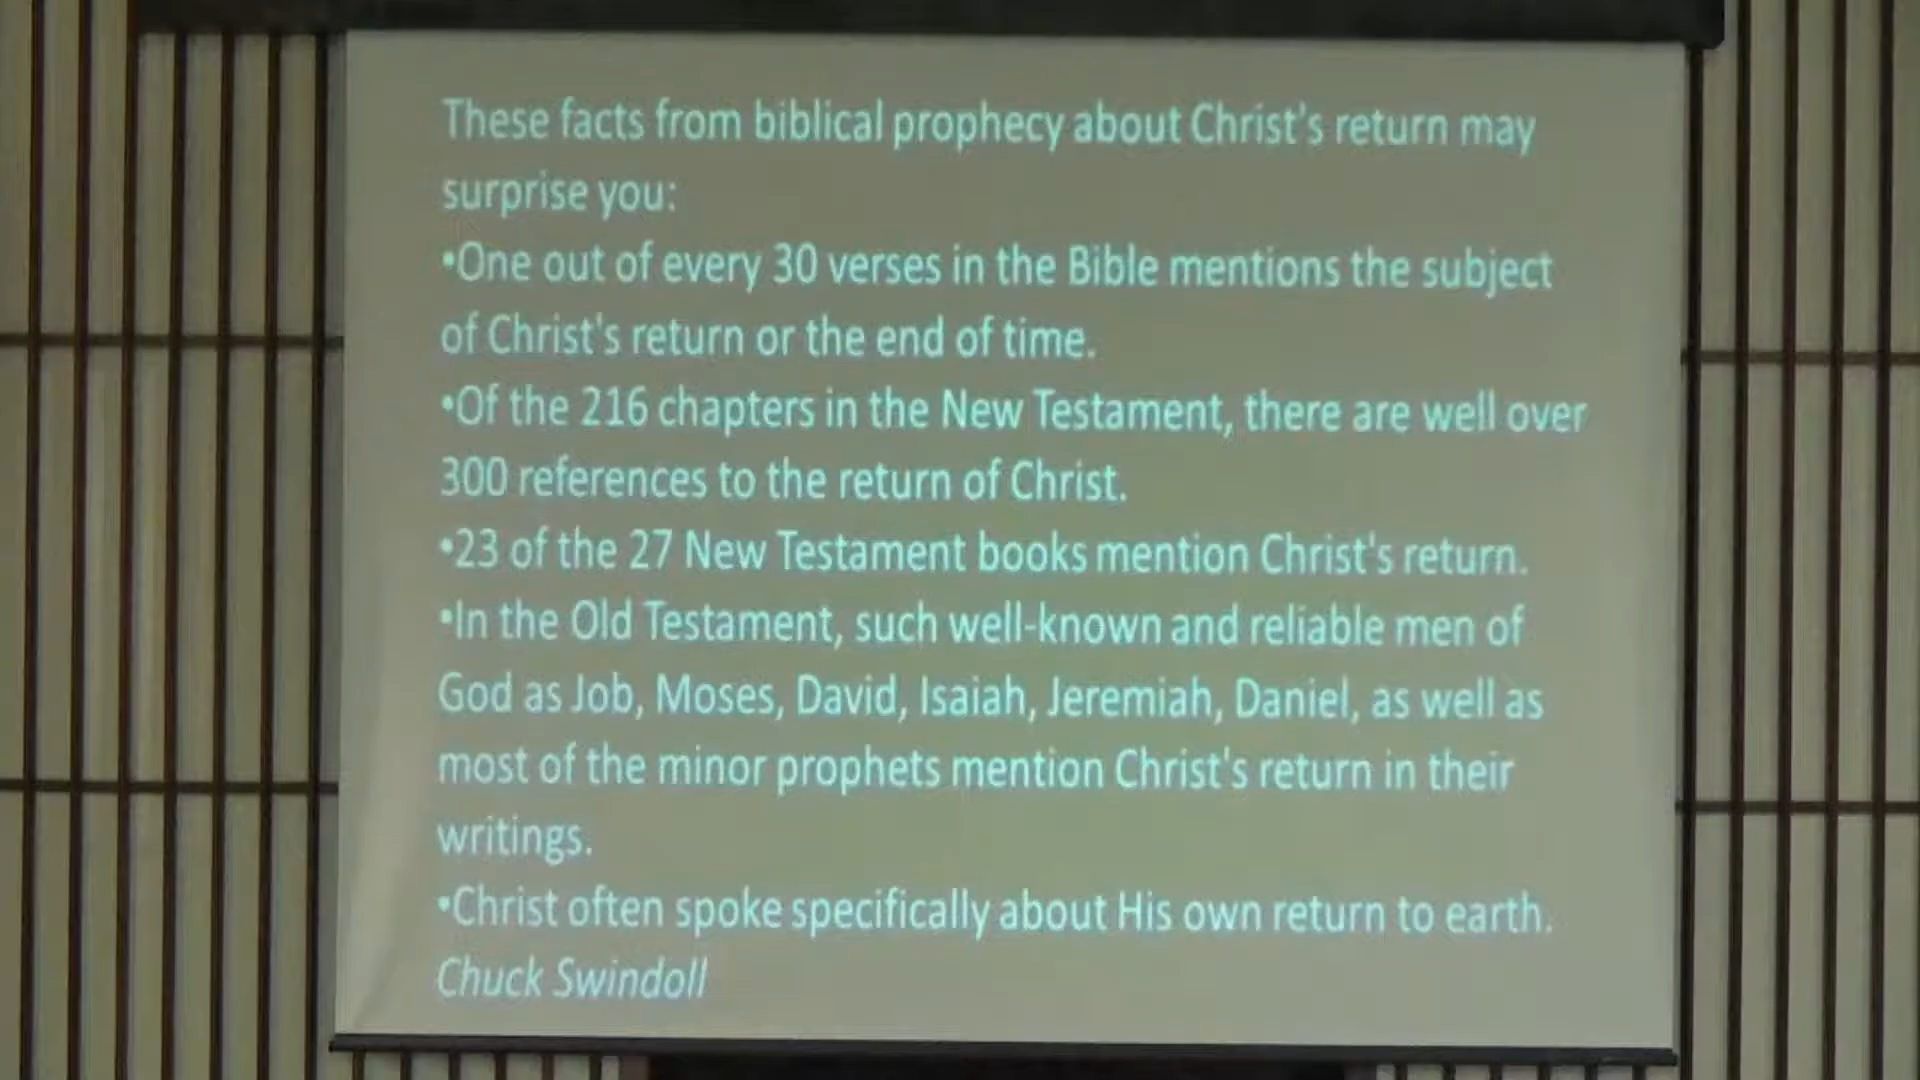 These facts from biblical prophecy about Christ's return may
surprise you:
•One out of every 30 verses in the Bible mentions the subject
of Christ's return or the end of time.
•Of the 216 chapters in the New Testament, there are well over
300 references to the return of Christ.
•23 of the 27 New Testament books mention Christ's return.
•In the Old Testament, such well-known and reliable men of
God as Job, Moses, David, Isaiah, Jeremiah, Daniel, as well as
most of the minor prophets mention Christ's return in their
writings.
•Christ often spoke specifically about His own return to earth.
Chuck Swindoll